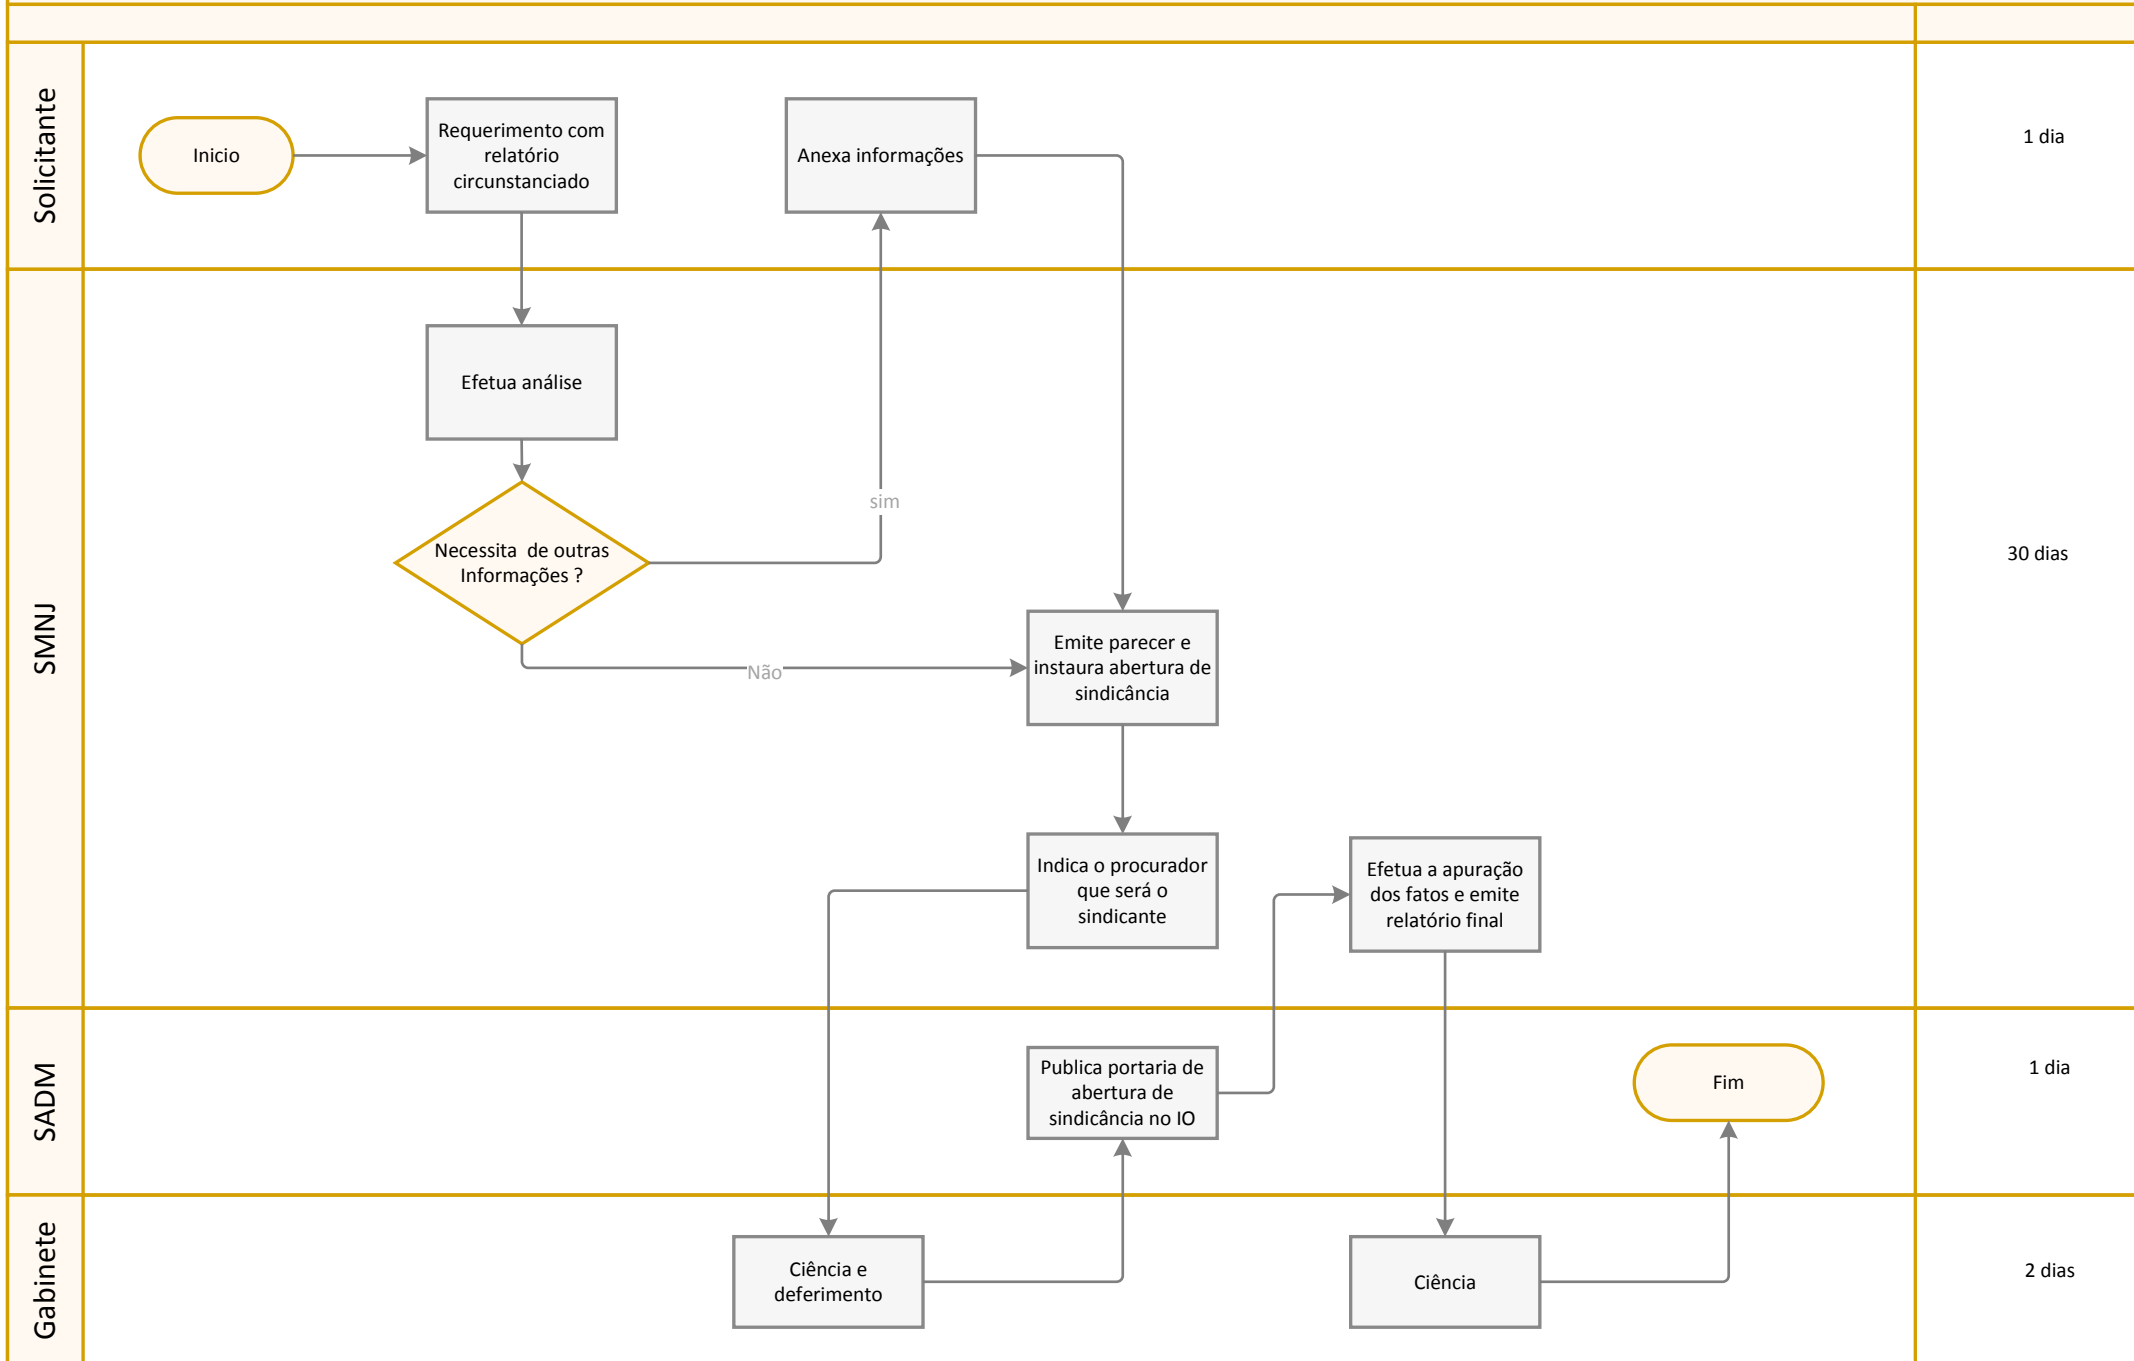 Solicitante
Inicio
Requerimento com
relatório
circunstanciado
Anexa informações
1 dia
SMNJ
Efetua análise
Necessita  de outras
Informações ?
sim
Não
Emite parecer e
instaura abertura de
sindicância
30 dias
Indica o procurador
que será o
sindicante
Efetua a apuração
dos fatos e emite
relatório final
SADM
Publica portaria de
abertura de
sindicância no IO
Fim
1 dia
Gabinete
Ciência e
deferimento
Ciência
2 dias